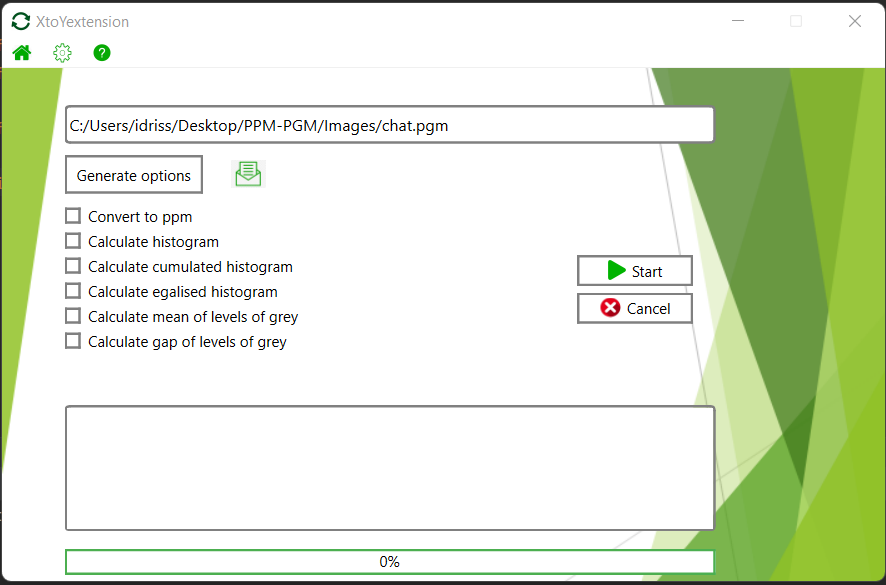 XtoYextension
C:/Users/idriss/Desktop/PPM-PGM/Images/chat.pgm
Generate options
Convert to ppm
Calculate histogram
Calculate cumulated histogram
Calculate egalised histogram
Calculate mean of levels of grey
Calculate gap of levels of grey
Start
Cancel
0%